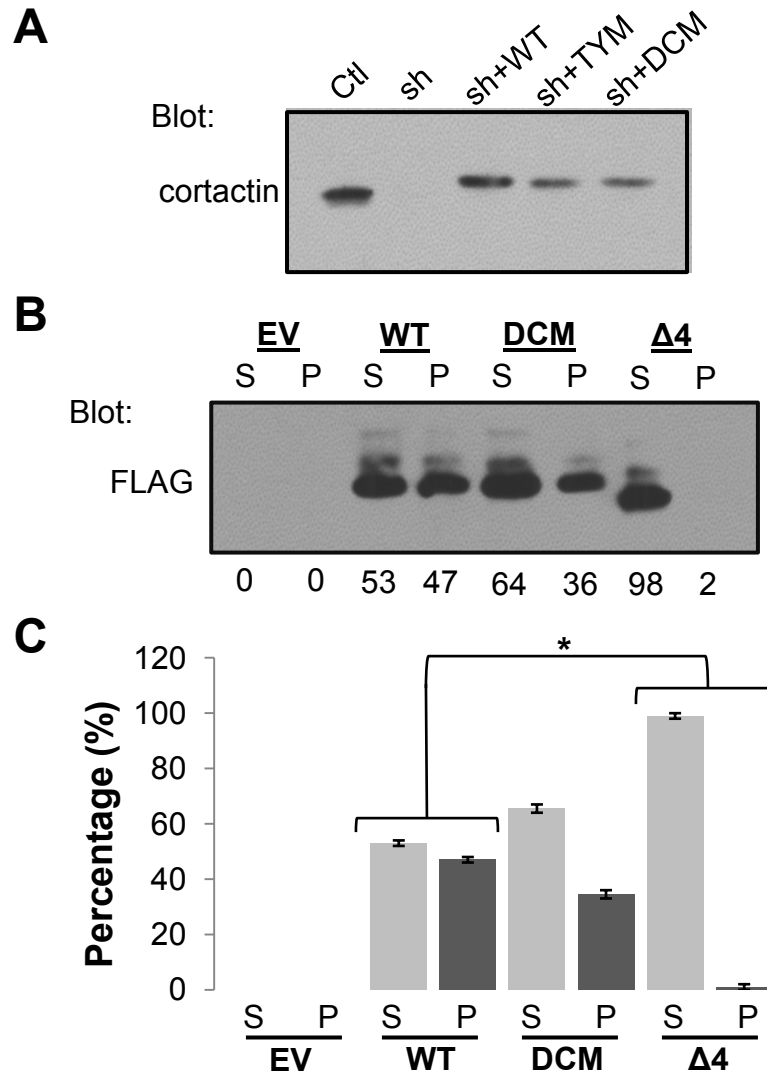 A
Ctl sh sh+WT sh+TYM sh+DCM
Blot:
cortactin
B
EV WT DCM Δ4
S P S P S P S P
Blot:
FLAG
0 0 53 47 64 36 98 2
C
*
120
100
80
60
40
20
0
Percentage (%)
S P S P S P S P
EV WT DCM Δ4